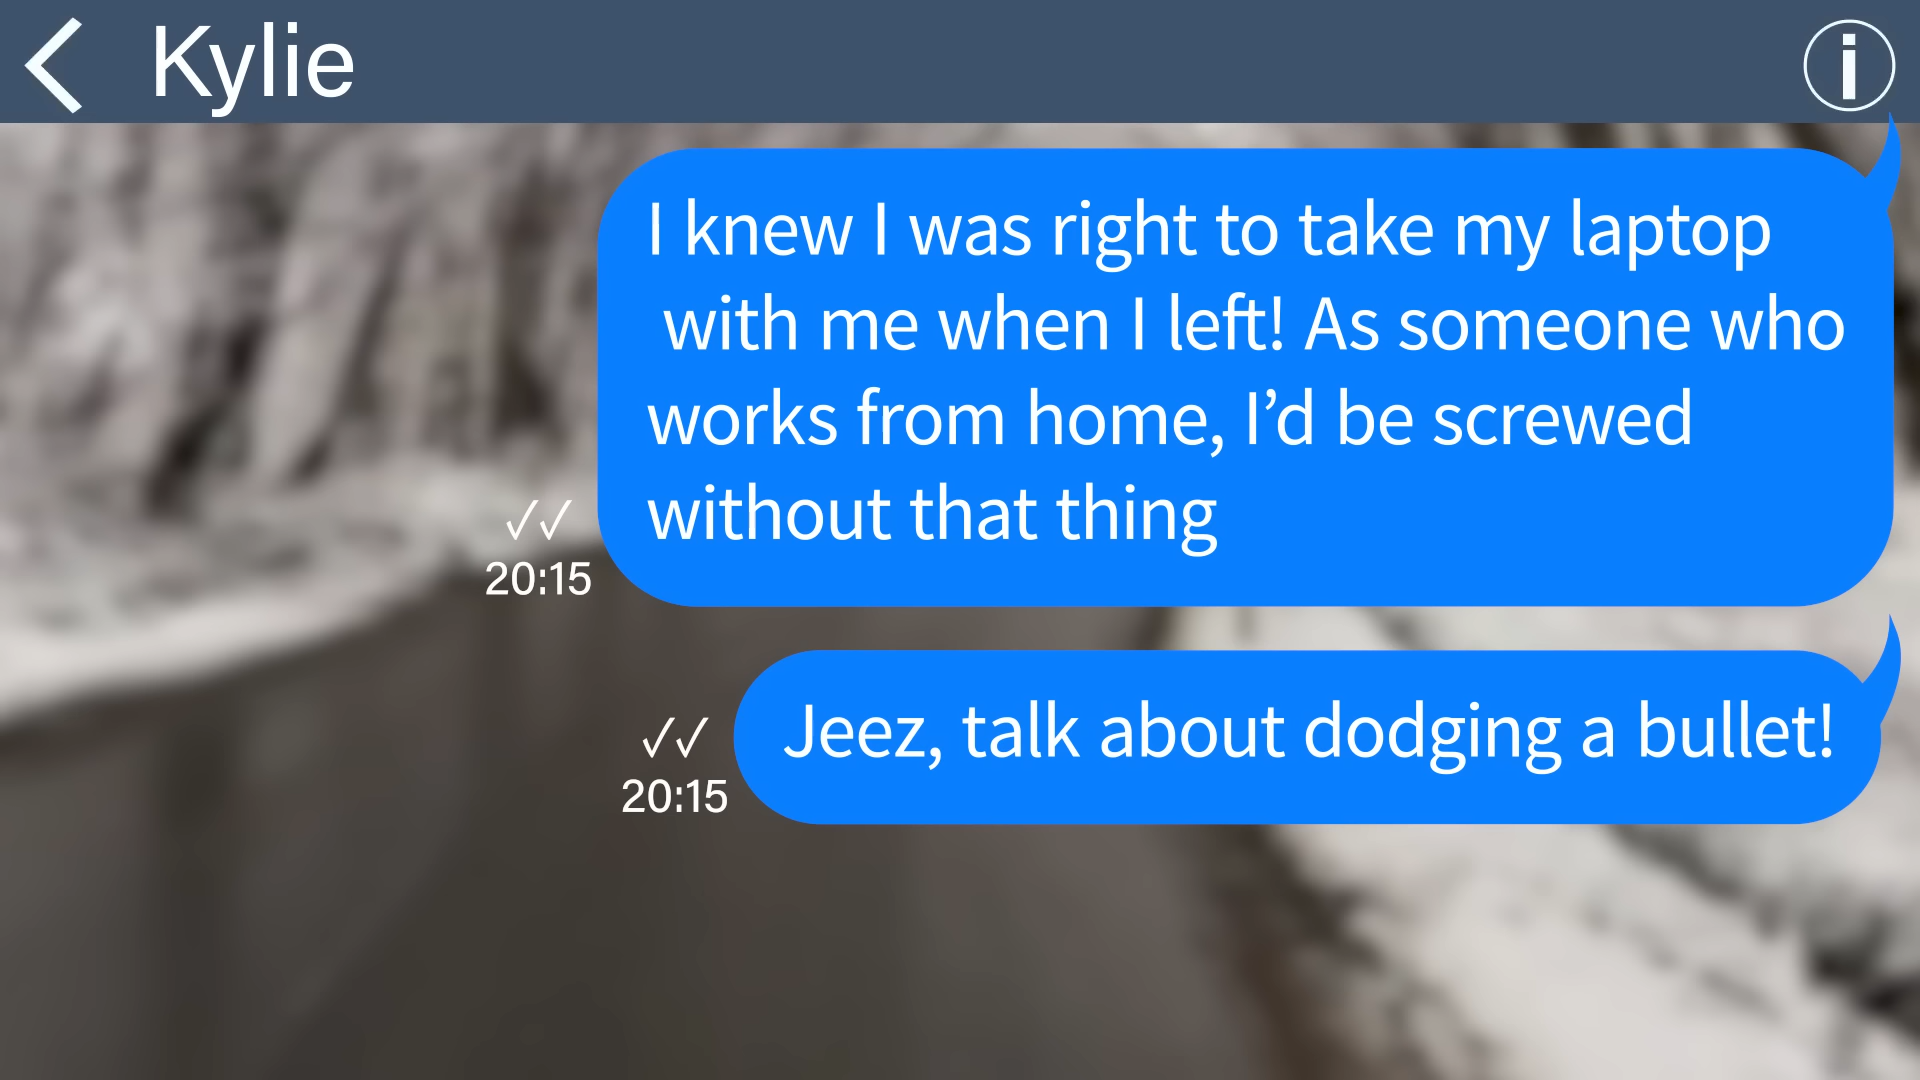 Kylie
I knew I was right to take my laptop
with me when I left! As someone who
works from home, I’d be screwed
without that thing
✓✓
20:15
Jeez, talk about dodging a bullet!
✓✓
20:15